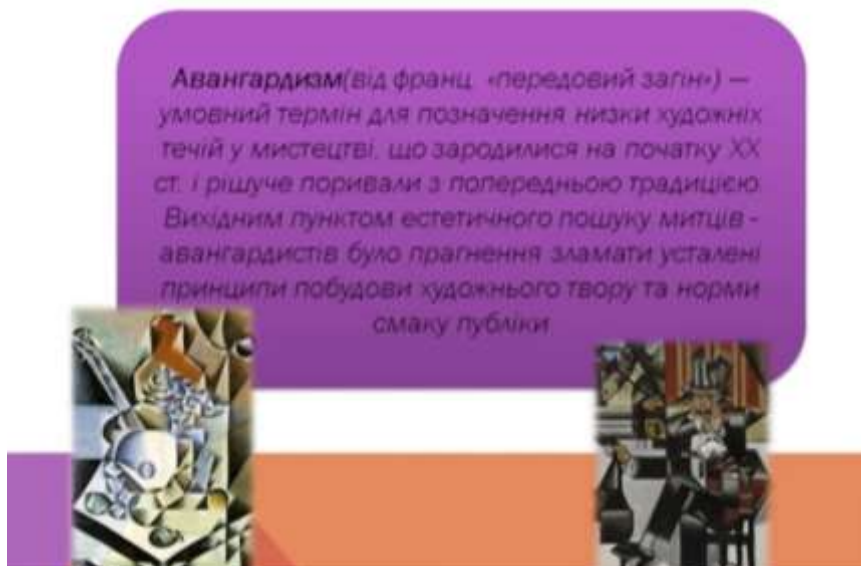 Авангардизм(від франц. «передовий загін») —
умовний термін для позначення низки художніх
течій у мистецтві, що зародилися на початку XX
ст. і рішуче поривали з попередньою традицією.
Вихідним пунктом естетичного пошуку митців -
авангардистів було прагнення зламати усталені
принципи побудови художнього твору та норми
смаку публіки